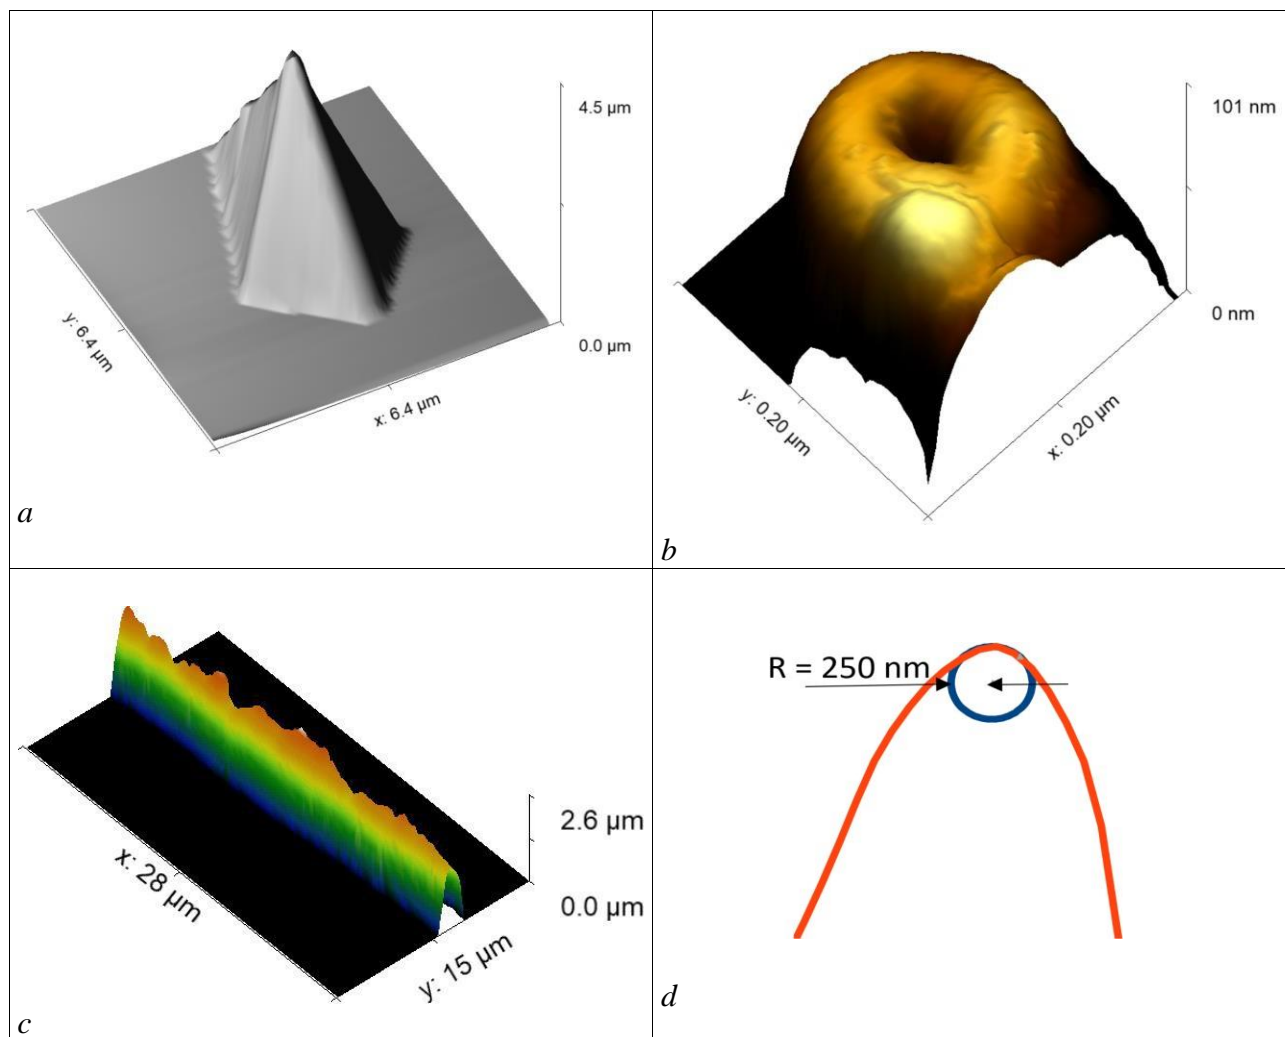 4.5 µm
0.0 µm
y: 6.4 µm
x: 6.4 µm
a
101 nm
0 nm
y: 0.20 µm
x: 0.20 µm
b
2.6 µm
0.0 µm
x: 28 µm
y: 15 µm
c
R = 250 nm
d